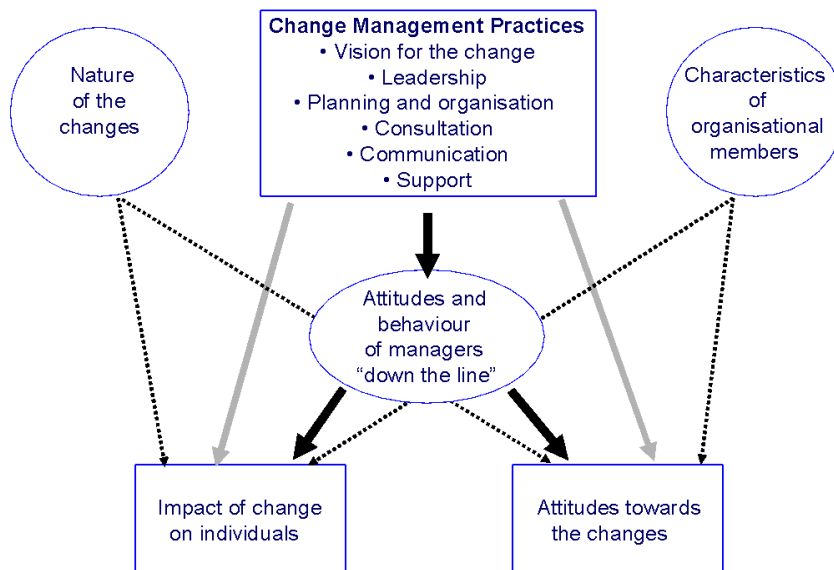 Change Management Practices
• Vision for the change
• Leadership
• Planning and organisation
• Consultation
• Communication
• Support
Nature
of the
changes
Characteristics
of
organisational
members
Attitudes and
behaviour
of managers
“down the line”
Impact of change
on individuals
Attitudes towards
the changes